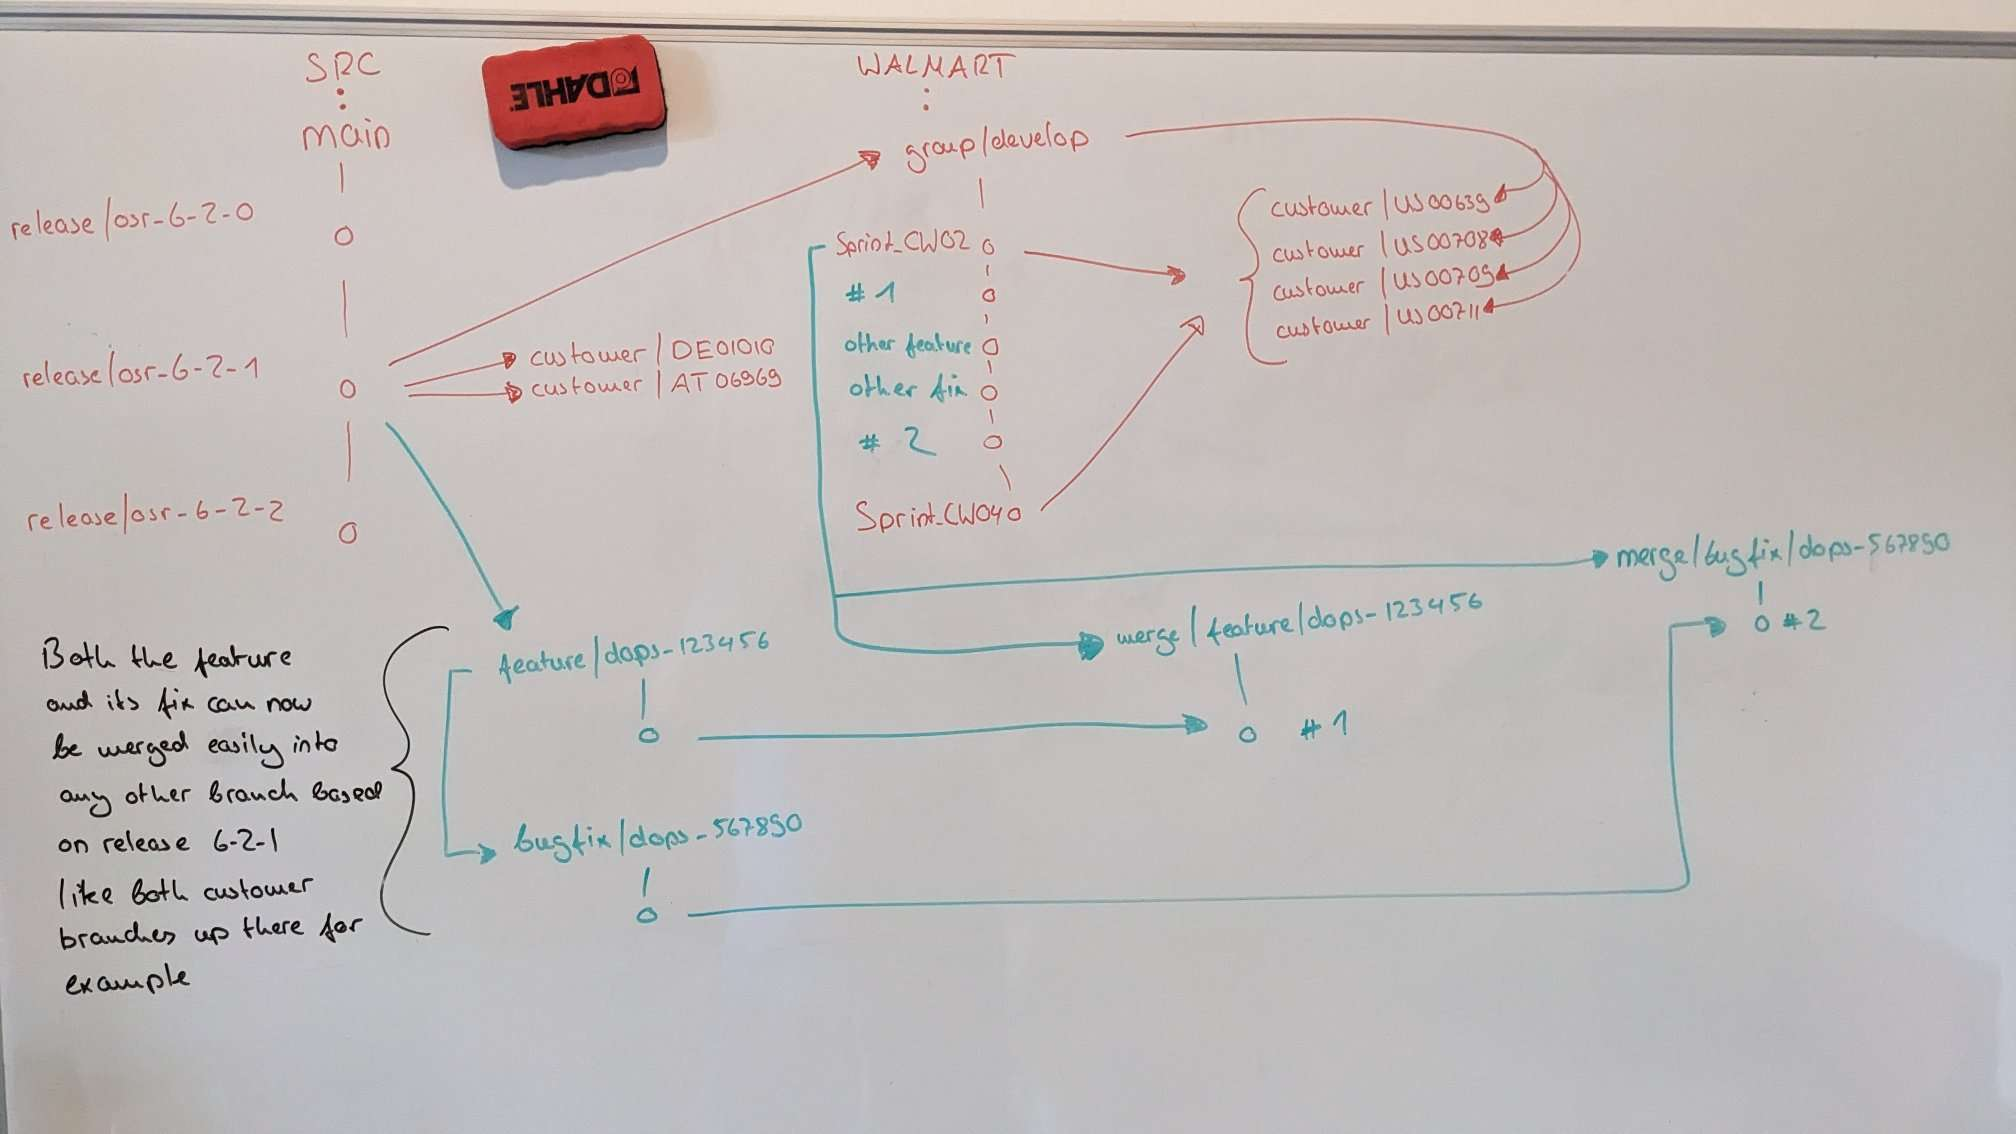 SRC
main
release/osr-6-2-0
release/osr-6-2-1
release/osr-6-2-2
DAHLE
customer/DE01010
customer/AT06969
WALMART
group/develop
Sprint_CW02
#1
other feature
other fix
#2
Sprint_CW04
customer/US00639
customer/US00708
customer/US00709
customer/US00711
feature/dops-123456
bugfix/dops-567890
merge/feature/dops-123456
#1
merge/bugfix/dops-567890
#2
Both the feature
and its fix can now
be merged easily into
any other branch based
on release 6-2-1
like both customer
branches up there for
example